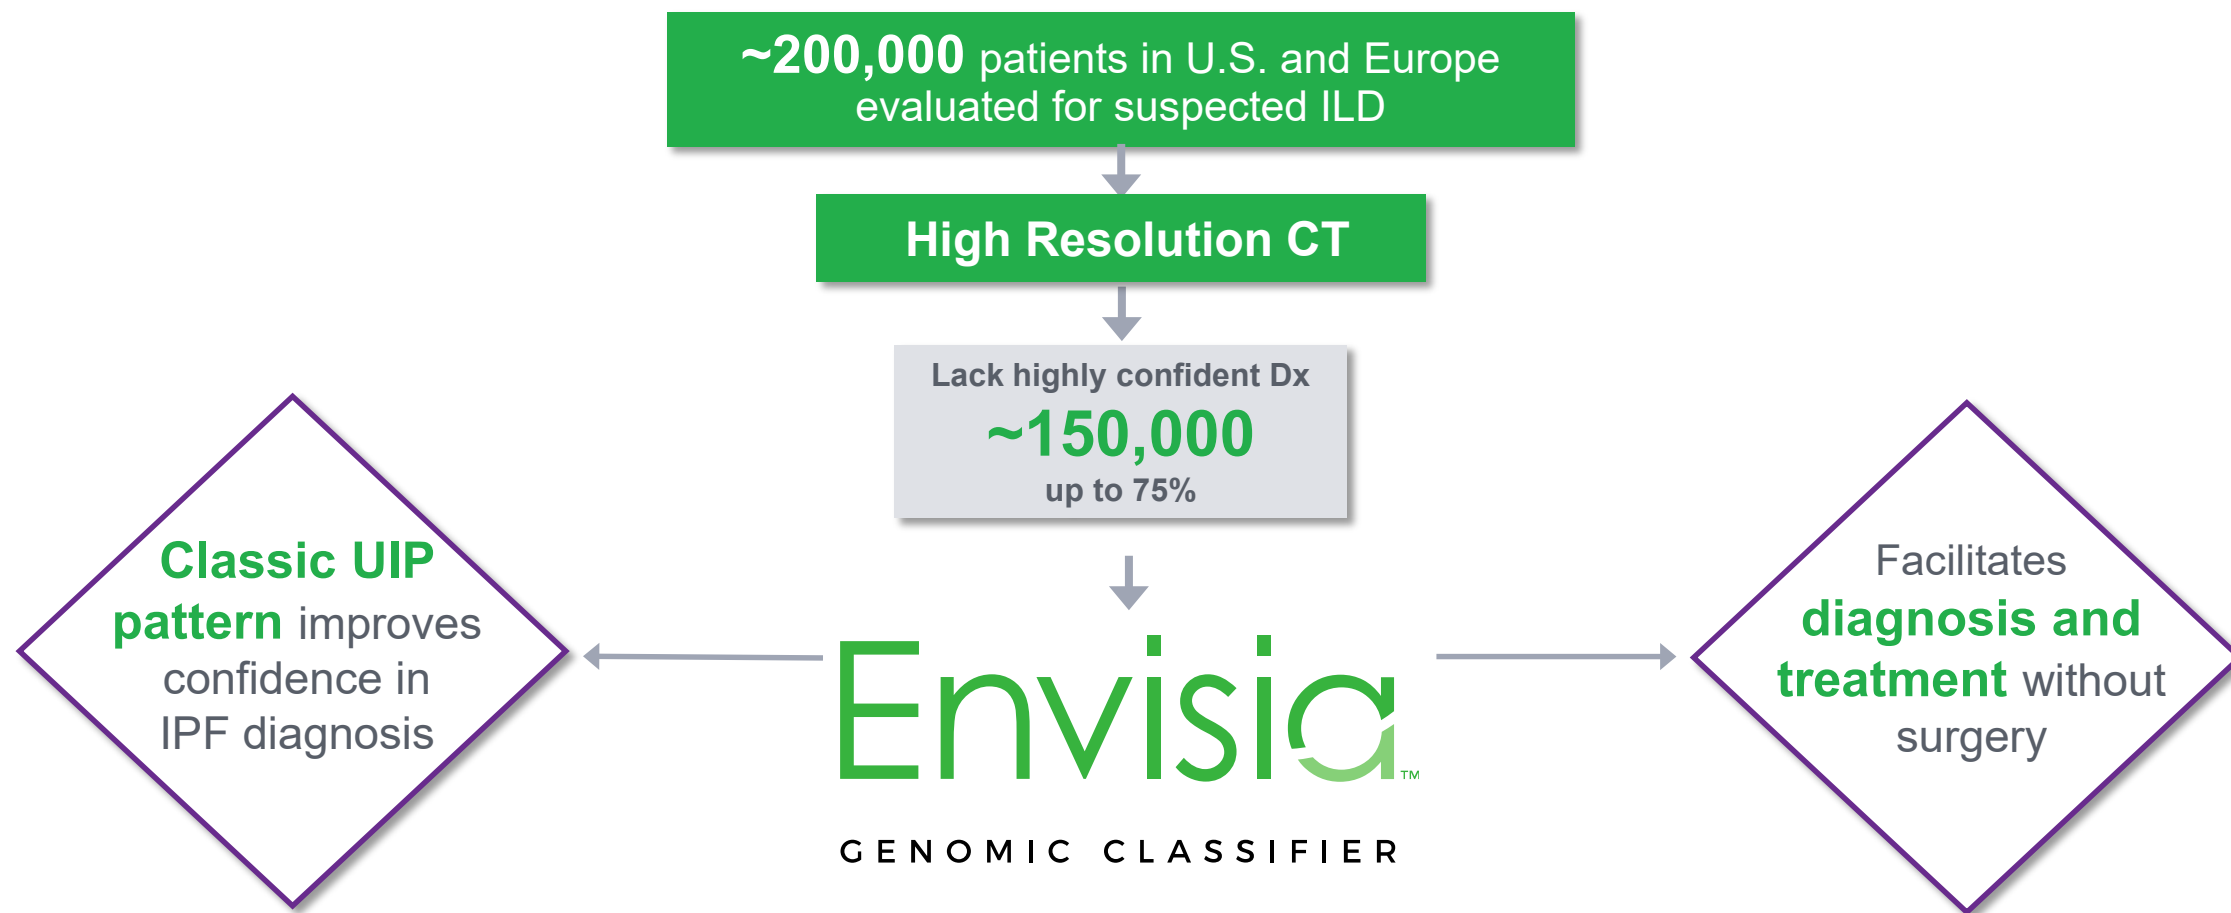 ~200,000 patients in U.S. and Europe
evaluated for suspected ILD
High Resolution CT
Lack highly confident Dx
~150,000
up to 75%
Classic UIP
pattern improves
confidence in
IPF diagnosis
Envisia™
GENOMIC CLASSIFIER
Facilitates
diagnosis and
treatment without
surgery